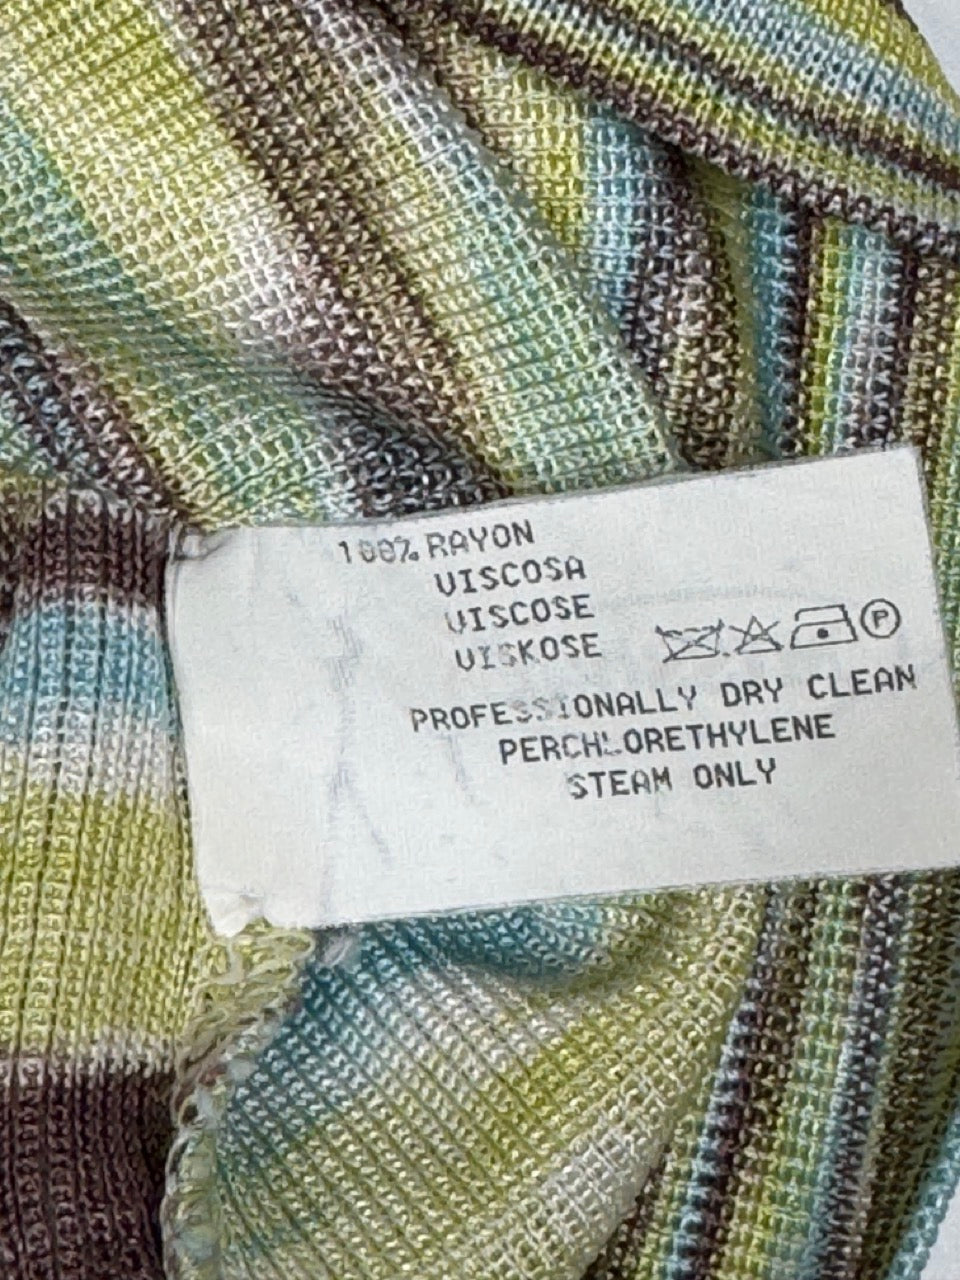 100% RAYON
VISCOSA
VISCOSE
VISKOSE
P
PROFESSIONALLY DRY CLEAN
PERCHLORETHYLENE
STEAM ONLY